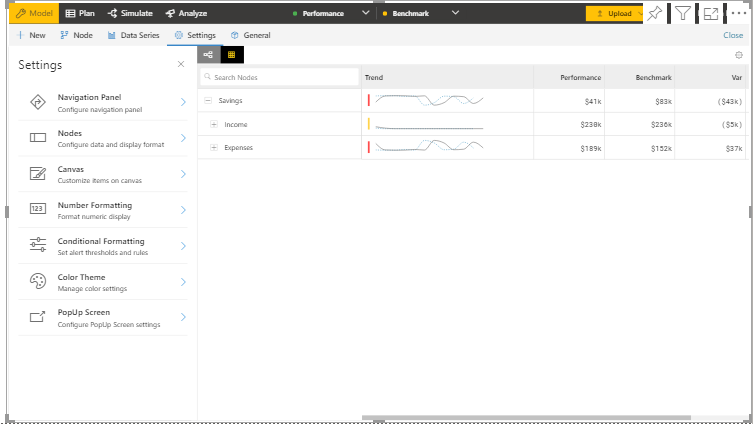 Model Plan Simulate Analyze Performance Benchmark Upload
New Node Data Series Settings General Close
Settings
Search Nodes Trend Performance Benchmark Var
Navigation Panel
Configure navigation panel
Nodes
Configure data and display format
Canvas
Customize items on canvas
Number Formatting
Format numeric display
123
Conditional Formatting
Set alert thresholds and rules
Color Theme
Manage color settings
PopUp Screen
Configure PopUp Screen settings
Savings $41k $83k ($43k)
Income $230k $236k ($5k)
Expenses $189k $152k $37k